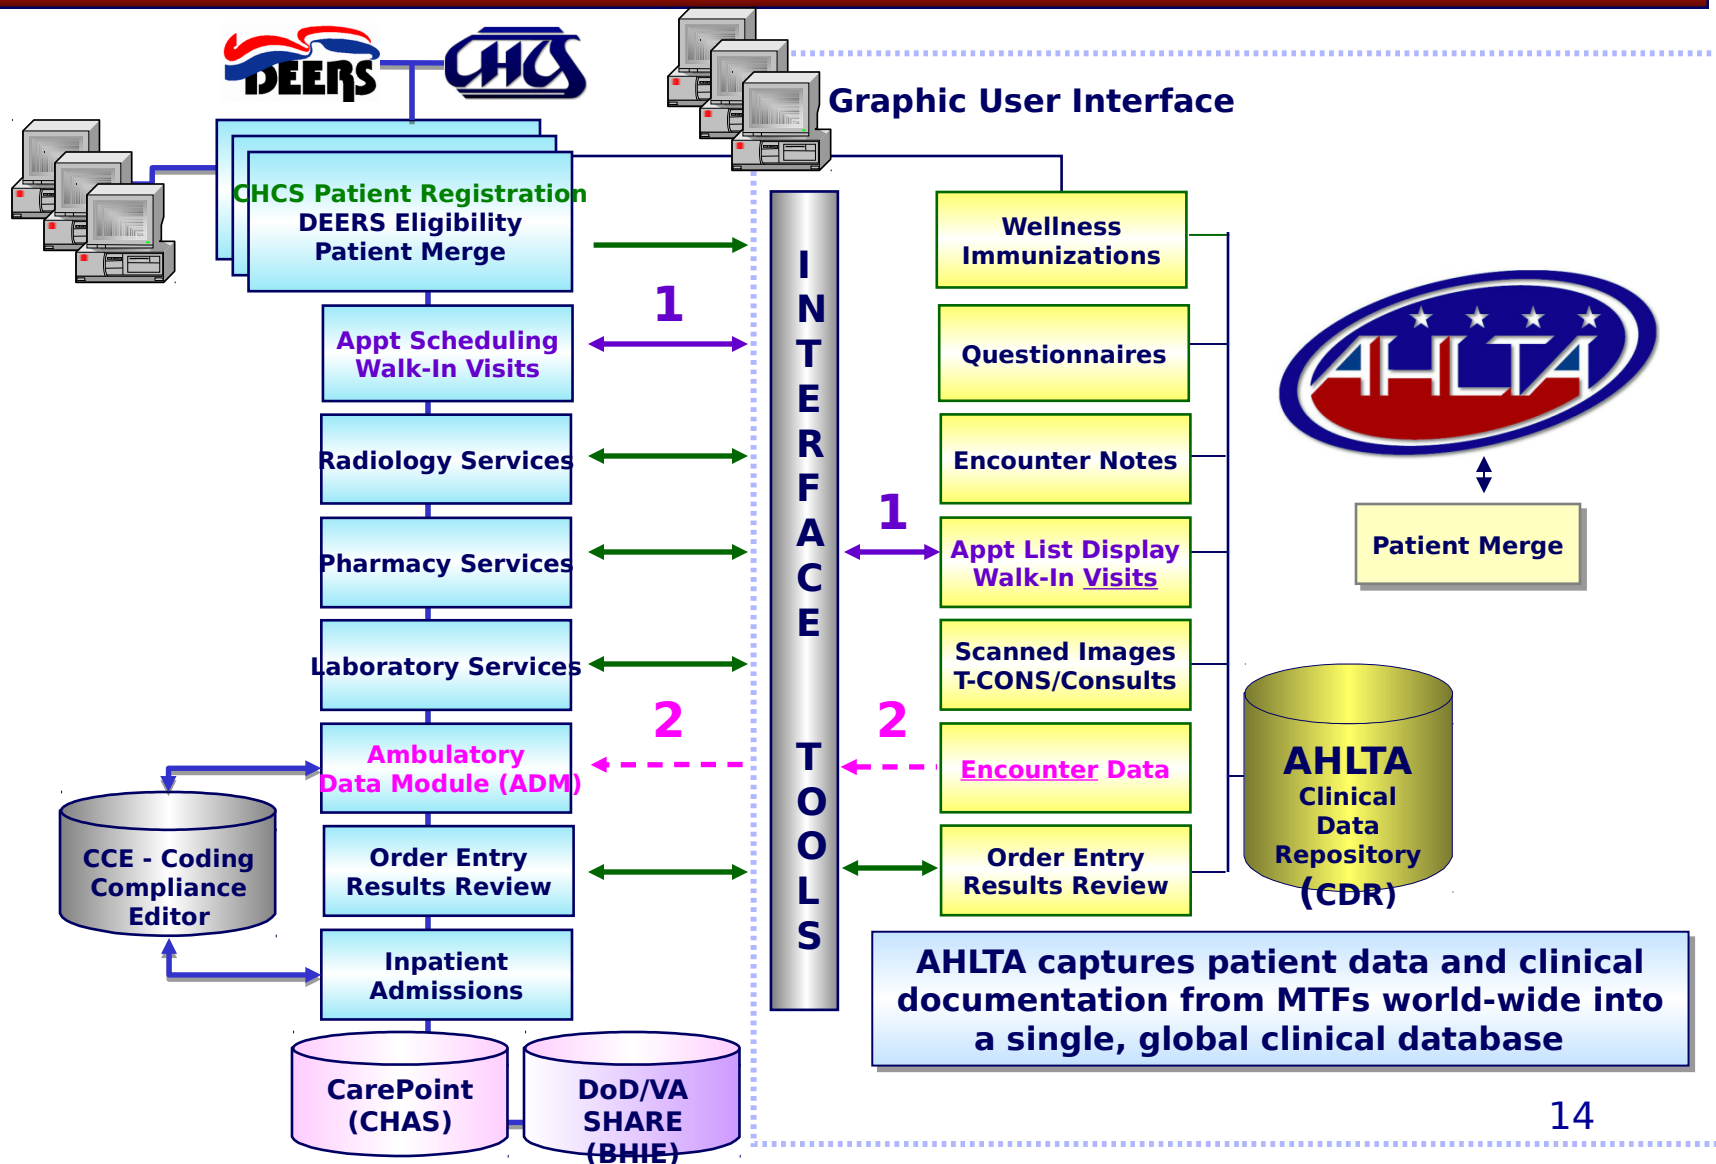 DEERS
CHCS
Graphic User Interface
CHCS Patient Registration
DEERS Eligibility
Patient Merge
1
Appt Scheduling
Walk-In Visits
Radiology Services
Pharmacy Services
Laboratory Services
2
Ambulatory
Data Module (ADM)
Order Entry
Results Review
Inpatient
Admissions
CCE - Coding
Compliance
Editor
CarePoint
(CHAS)
DoD/VA
SHARE
(BHIE)
INTERFACE
TOOLS
Wellness
Immunizations
Questionnaires
Encounter Notes
1
Appt List Display
Walk-In Visits
Scanned Images
T-CONS/Consults
2
Encounter Data
Order Entry
Results Review
AHLTA
Patient Merge
AHLTA
Clinical
Data
Repository
(CDR)
AHLTA captures patient data and clinical
documentation from MTFs world-wide into
a single, global clinical database
14